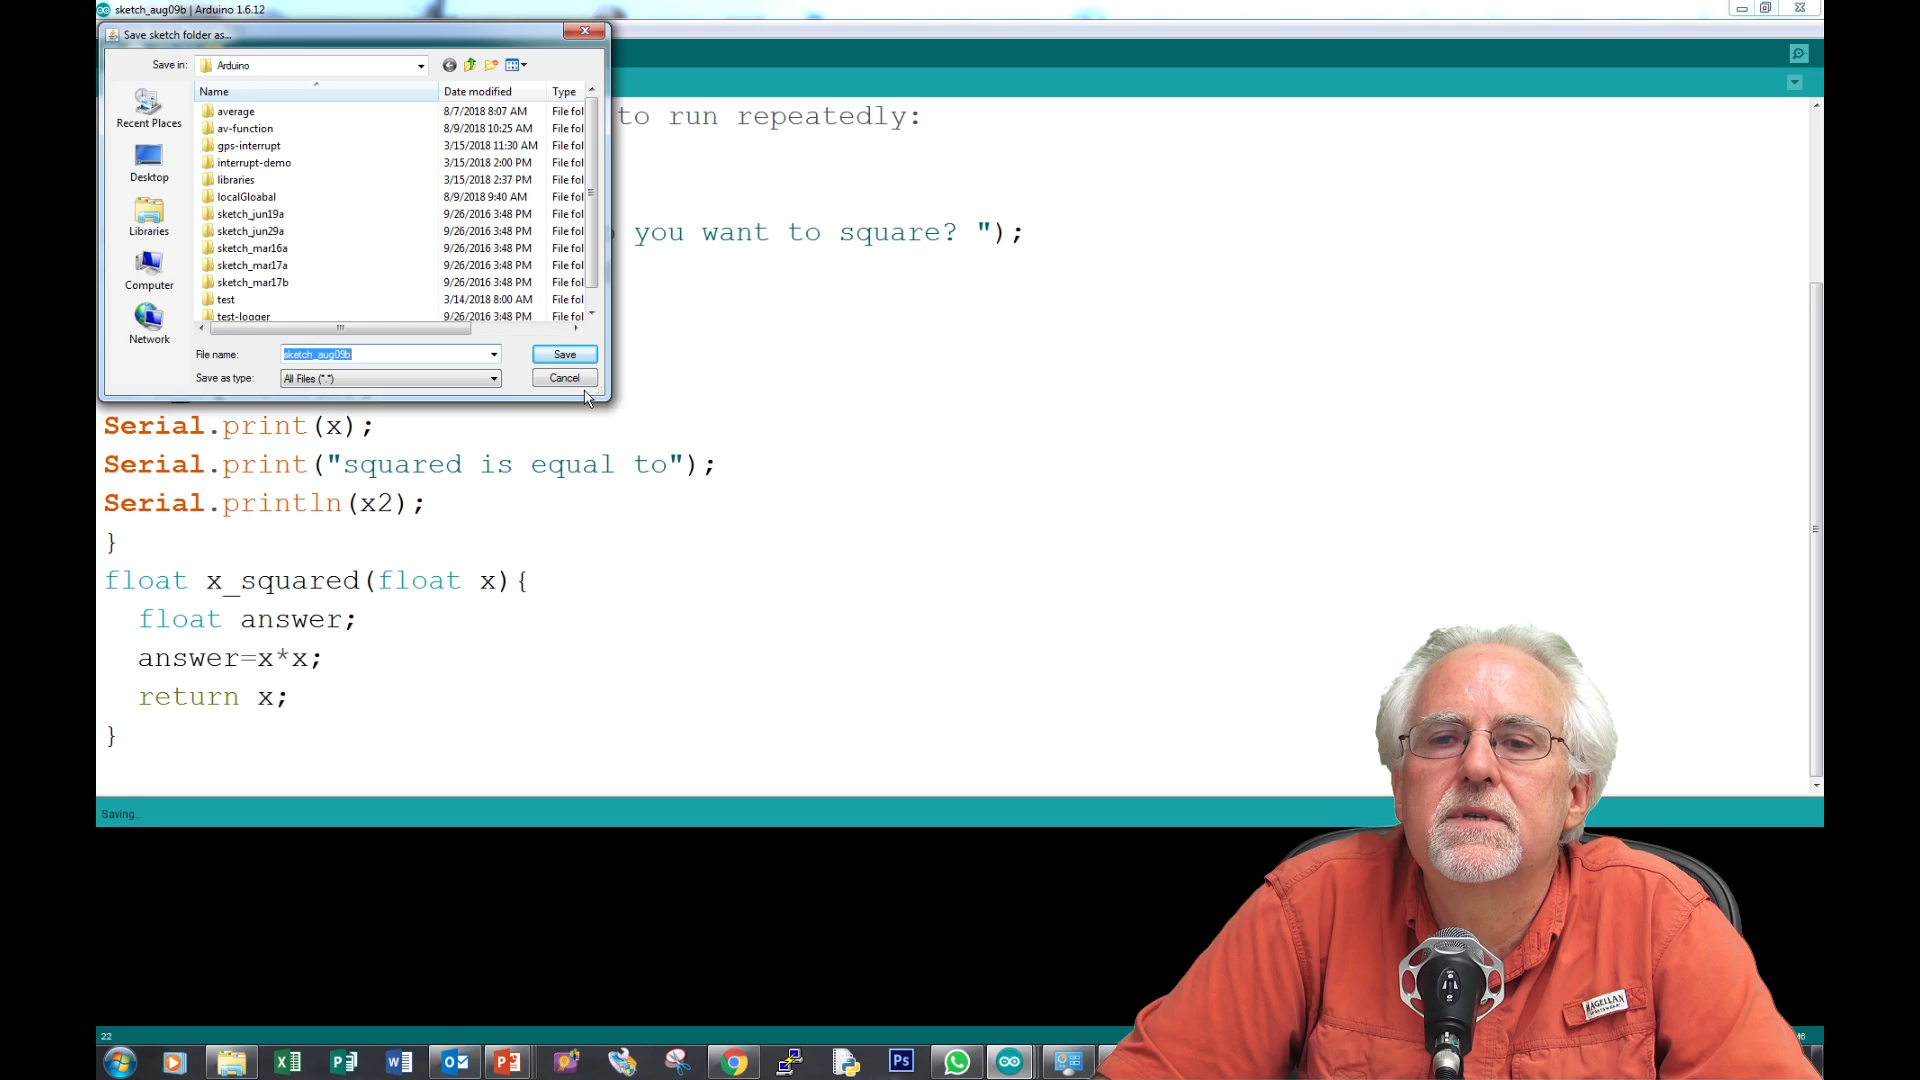 sketch_aug09b | Arduino 1.6.12
Save sketch folder as...
Save in: Arduino
Name Date modified Type
average 8/7/2018 8:07 AM File fol
av-function 8/9/2018 10:25 AM File fol
gps-interrupt 3/15/2018 11:30 AM File fol
interrupt-demo 3/15/2018 2:00 PM File fol
libraries 3/15/2018 2:37 PM File fol
localGloabal 8/9/2018 9:40 AM File fol
sketch_jun19a 9/26/2016 3:48 PM File fol
sketch_jun29a 9/26/2016 3:48 PM File fol
sketch_mar16a 9/26/2016 3:48 PM File fol
sketch_mar17a 9/26/2016 3:48 PM File fol
sketch_mar17b 9/26/2016 3:48 PM File fol
test 3/14/2018 8:00 AM File fol
test-logger 9/26/2016 3:48 PM File fol
Recent Places
Desktop
Libraries
Computer
Network
File name: sketch_aug09b Save
Save as type: All Files (*.*) Cancel
to run repeatedly:
you want to square? ");
Serial.print(x);
Serial.print("squared is equal to");
Serial.println(x2);
}
float x_squared(float x){
float answer;
answer=x*x;
return x;
}
Saving...
22
MAGELLAN
Ps